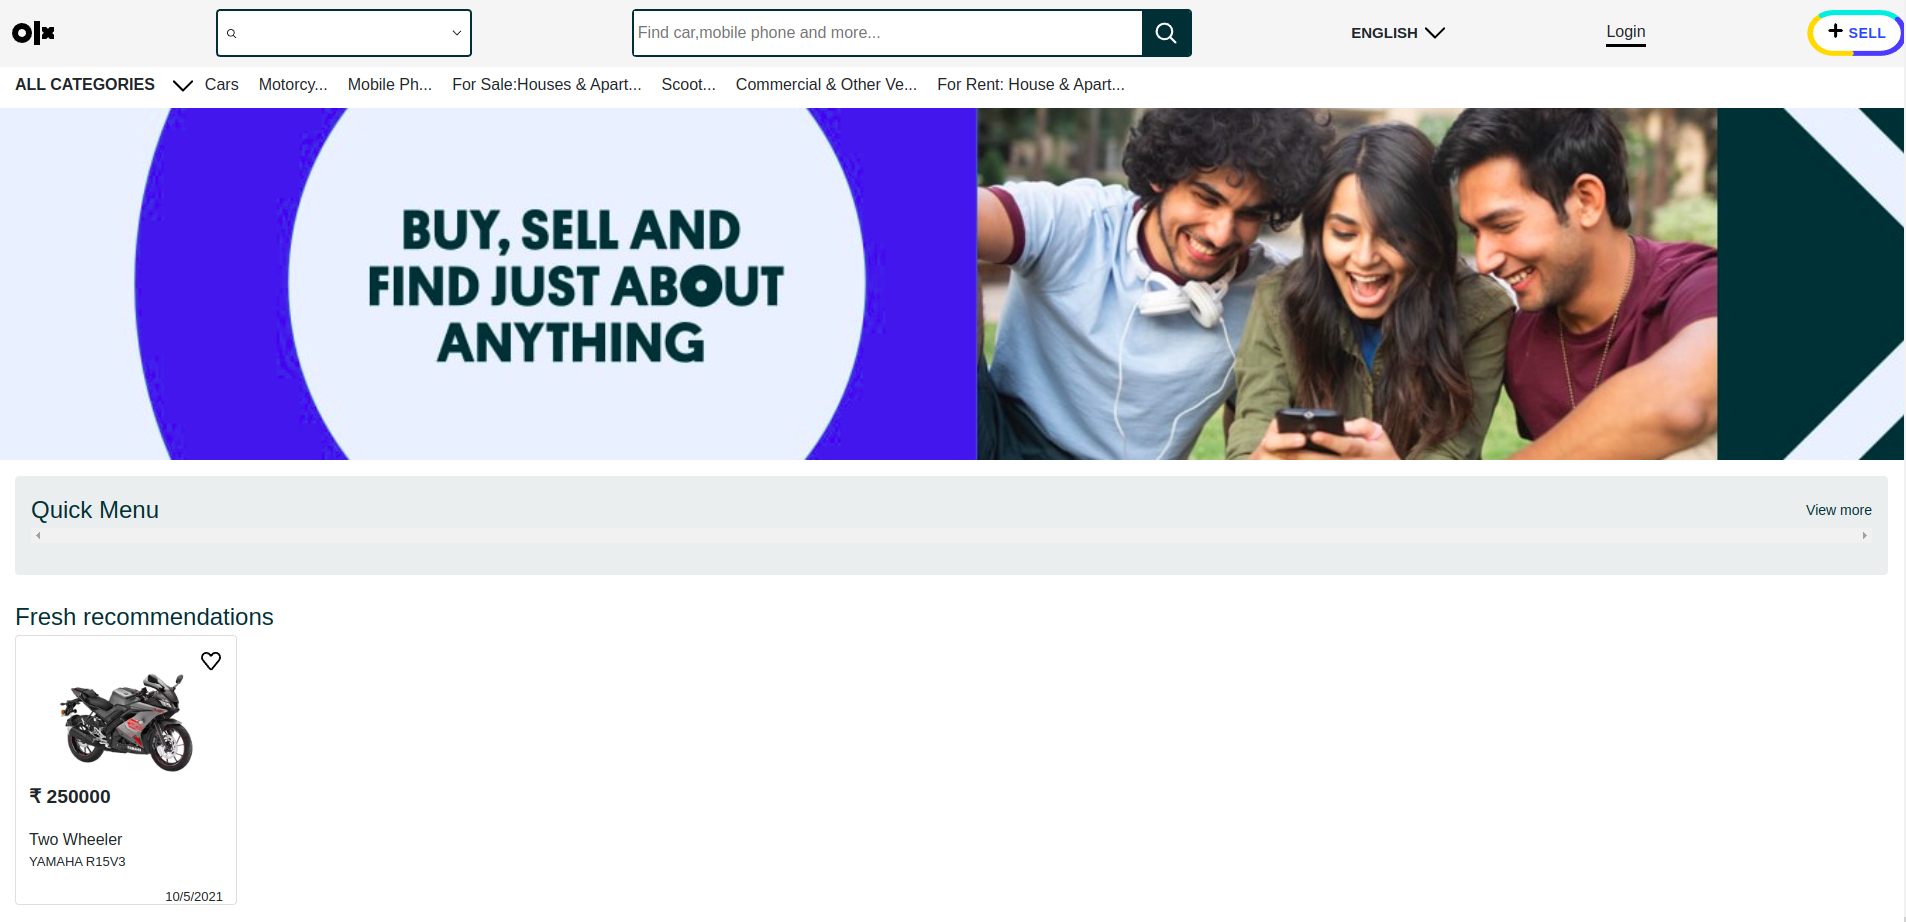 olx
Find car,mobile phone and more...
ENGLISH
Login
SELL
ALL CATEGORIES Cars Motorcy... Mobile Ph... For Sale:Houses & Apart... Scoot... Commercial & Other Ve... For Rent: House & Apart...
BUY, SELL AND
FIND JUST ABOUT
ANYTHING
Quick Menu
View more
Fresh recommendations
₹ 250000
Two Wheeler
YAMAHA R15V3
10/5/2021